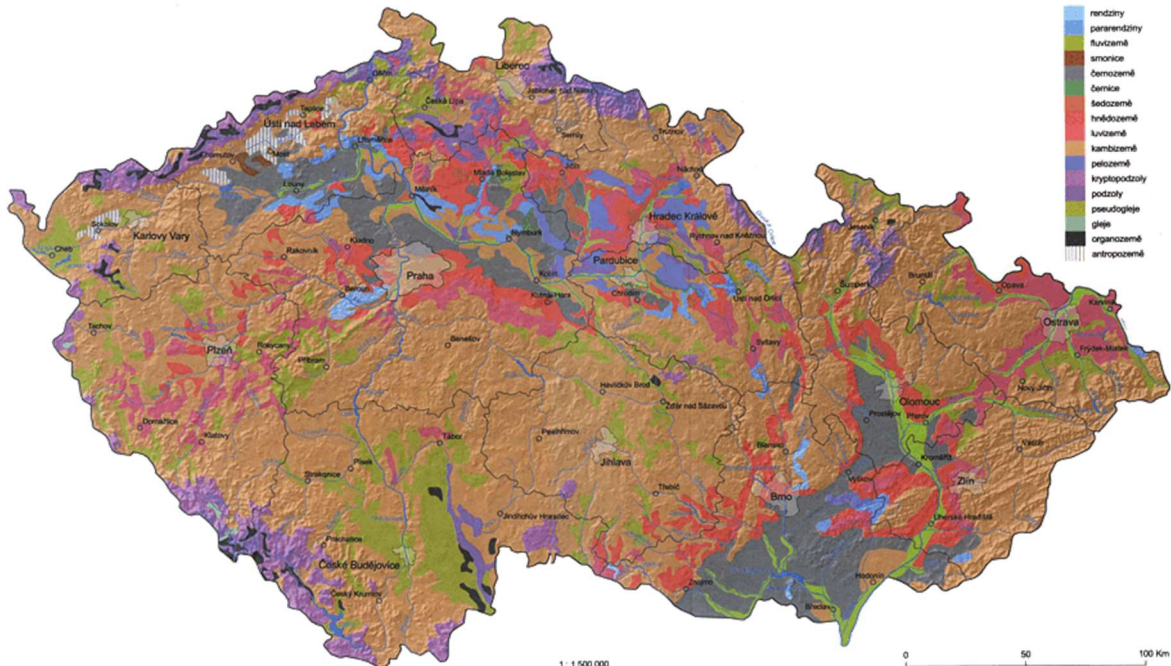 rendziny
pararendziny
fluvizemě
smonice
černozemě
černice
šedozemě
hnědozemě
luvizemě
kambizemě
pelozemě
kryptopodzoly
podzoly
pseudogleje
gleje
organozemě
antropozemě
Liberec
Jablonec nad Nisou
Děčín
Teplice
Česká Lípa
Ústí nad Labem
Semily
Trutnov
Litoměřice
Chomutov
Most
Jičín
Náchod
Mladá Boleslav
Louny
Mělník
Hradec Králové
Sokolov
Karlovy Vary
Jeseník
Cheb
Rakovník
Kladno
Nymburk
Rychnov nad Kněžnou
Praha
Pardubice
Kolín
Bruntál
Beroun
Kutná Hora
Chrudim
Ústí nad Orlicí
Šumperk
Opava
Karviná
Ostrava
Tachov
Plzeň
Rokycany
Benešov
Svitavy
Frýdek-Místek
Příbram
Havlíčkův Brod
Nový Jičín
Žďár nad Sázavou
Olomouc
Prostějov
Přerov
Domažlice
Klatovy
Tábor
Pelhřimov
Blansko
Vsetín
Jihlava
Kroměříž
Písek
Strakonice
Vyškov
Zlín
Třebíč
Brno
Jindřichův Hradec
Uherské Hradiště
Prachatice
České Budějovice
Hodonín
Znojmo
Český Krumlov
Břeclav
1 : 1 500 000
0 50 100 Km